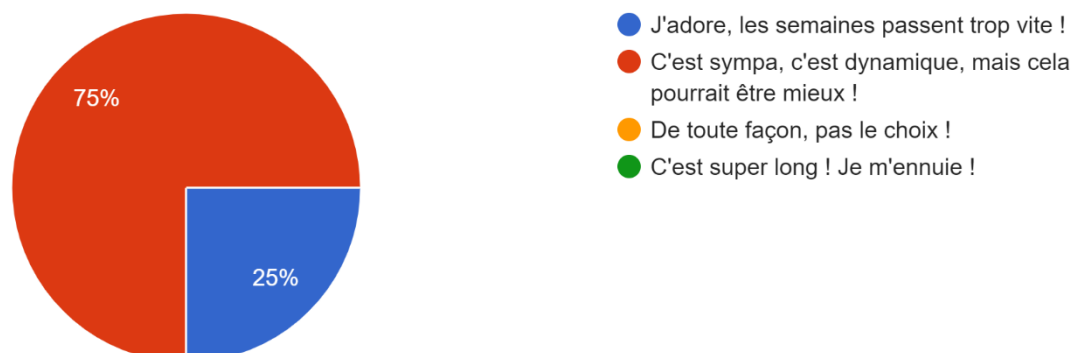 75%
25%
J'adore, les semaines passent trop vite !
C'est sympa, c'est dynamique, mais cela
pourrait être mieux !
De toute façon, pas le choix !
C'est super long ! Je m'ennuie !